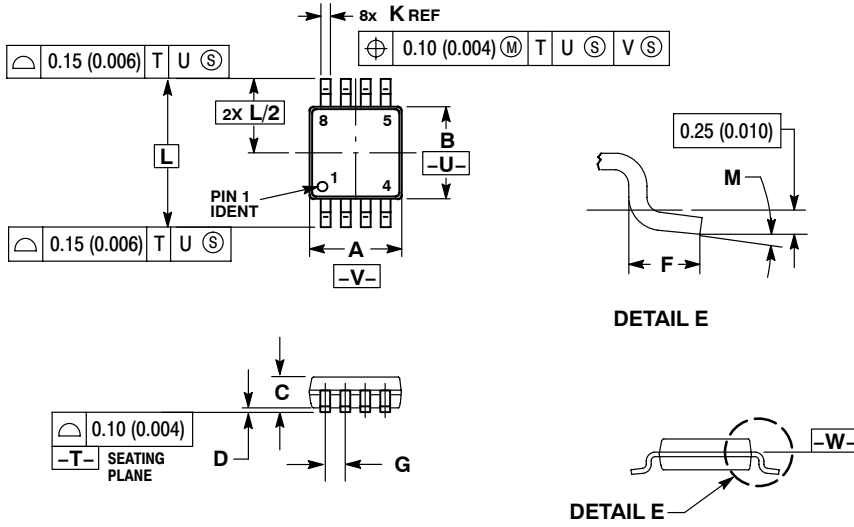 8x K REF
⌖ 0.10 (0.004) Ⓜ T U Ⓢ V Ⓢ
⌓ 0.15 (0.006) T U Ⓢ
2X L/2
8 5
B
-U-
L
PIN 1
IDENT
1 4
⌓ 0.15 (0.006) T U Ⓢ
A
-V-
0.25 (0.010)
M
F
DETAIL E
C
⌓ 0.10 (0.004)
-T- SEATING
PLANE
D
G
-W-
DETAIL E